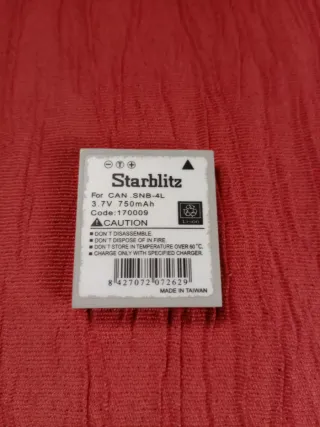 Starblitz
For CAN .SNB-4L
3.7V 750mAh
Code:170009
CAUTION
DON'T DISASSEMBLE.
DON'T DISPOSE OF IN FIRE.
DON'T STORE IN TEMPERATURE OVER 60℃.
CHARGE ONLY WITH SPECIFIED CHARGER.
8 427072 072629
MADE IN TAIWAN